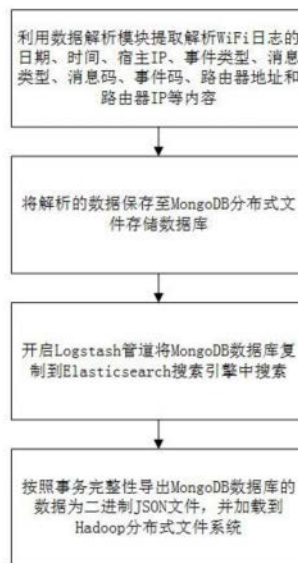 利用数据解析模块提取解析WiFi日志的
日期、时间、宿主IP、事件类型、消息
类型、消息码、事件码、路由器地址和
路由器IP等内容
将解析的数据保存至MongoDB分布式文
件存储数据库
开启Logstash管道将MongoDB数据库复
制到Elasticsearch搜索引擎中搜索
按照事务完整性导出MongoDB数据库的
数据为二进制JSON文件，并加载到
Hadoop分布式文件系统